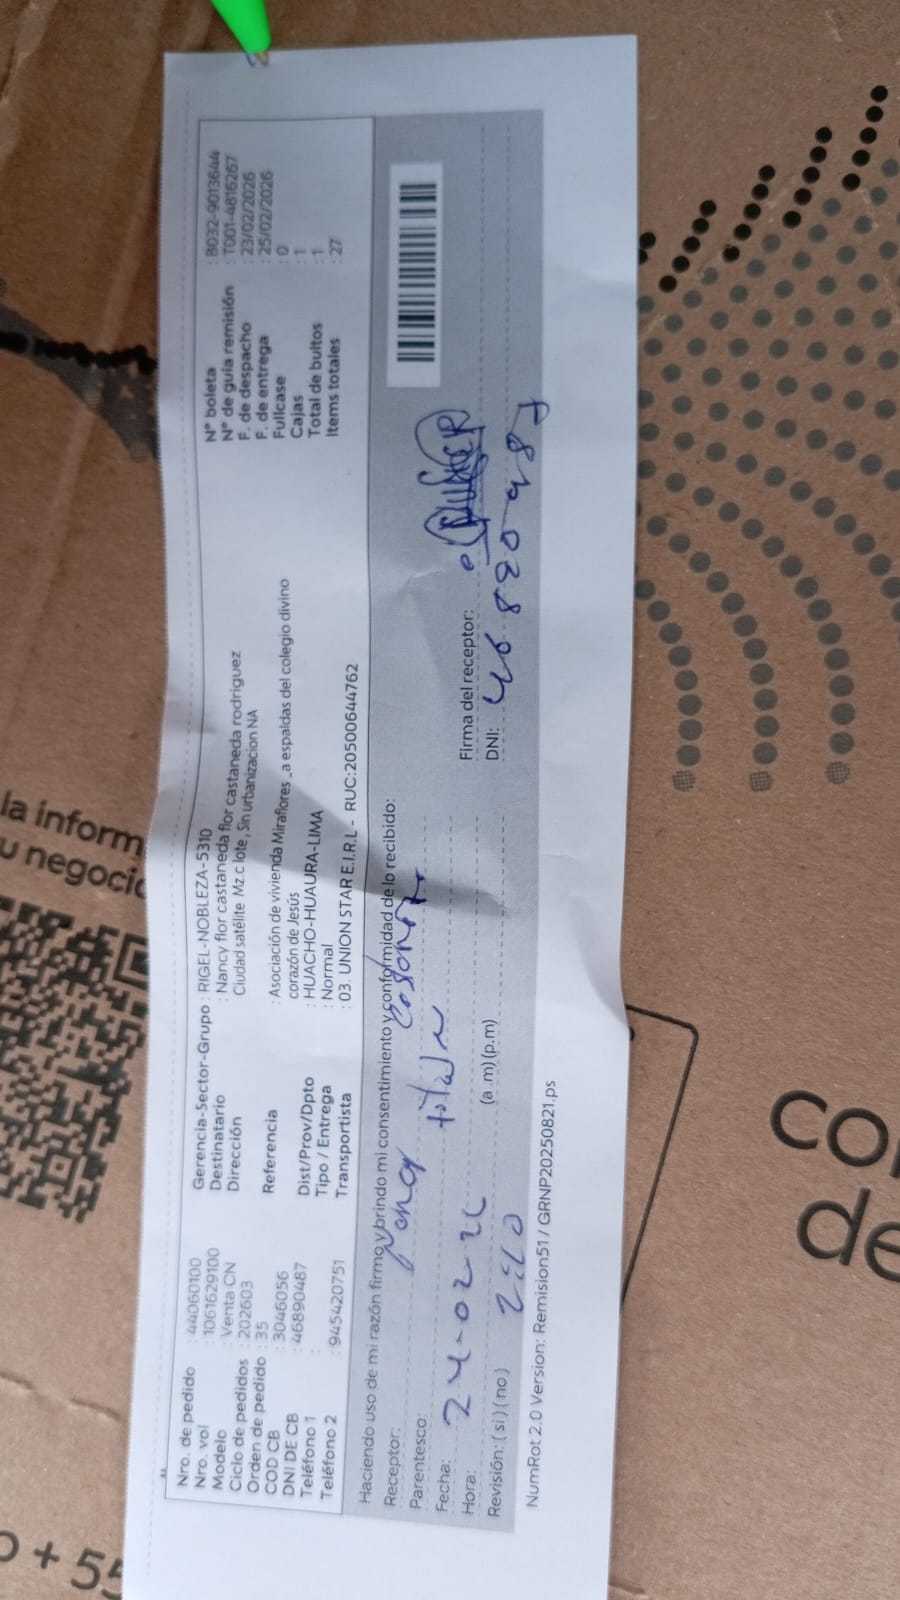 Nro. de pedido : 44060100
Nro. vol : 1061629100
Modelo : Venta CN
Ciclo de pedidos : 202603
Orden de pedido : 35
COD CB : 3046056
DNI DE CB : 46890487
Teléfono 1 :
Teléfono 2 : 945420751
Gerencia-Sector-Grupo : RIGEL-NOBLEZA-5310
Destinatario : Nancy flor castaneda flor castaneda rodriguez
Dirección Ciudad satélite Mz.c lote , Sin urbanizacion NA
Referencia : Asociación de vivienda Miraflores _a espaldas del colegio divino
corazón de Jesús
Dist/Prov/Dpto : HUACHO-HUAURA-LIMA
Tipo / Entrega : Normal
Transportista : 03. UNION STAR E.I.R.L - RUC:20500644762
N° boleta : B032-9013644
N° de guía remisión : T001-4816267
F. de despacho : 23/02/2026
F. de entrega : 25/02/2026
Fullcase : 0
Cajas : 1
Total de bultos : 1
Items totales : 27
Haciendo uso de mi razón firmo y brindo mi consentimiento y conformidad de lo recibido:
Receptor:
Parentesco: titular
Fecha: 24-02-26
Hora: (a .m) (p.m)
Revisión: ( si ) ( no )
Firma del receptor:
DNI:
NumRot 2.0 Version: Remision51 / GRNP20250821.ps
la inform
u negocio
co
de
o + 55